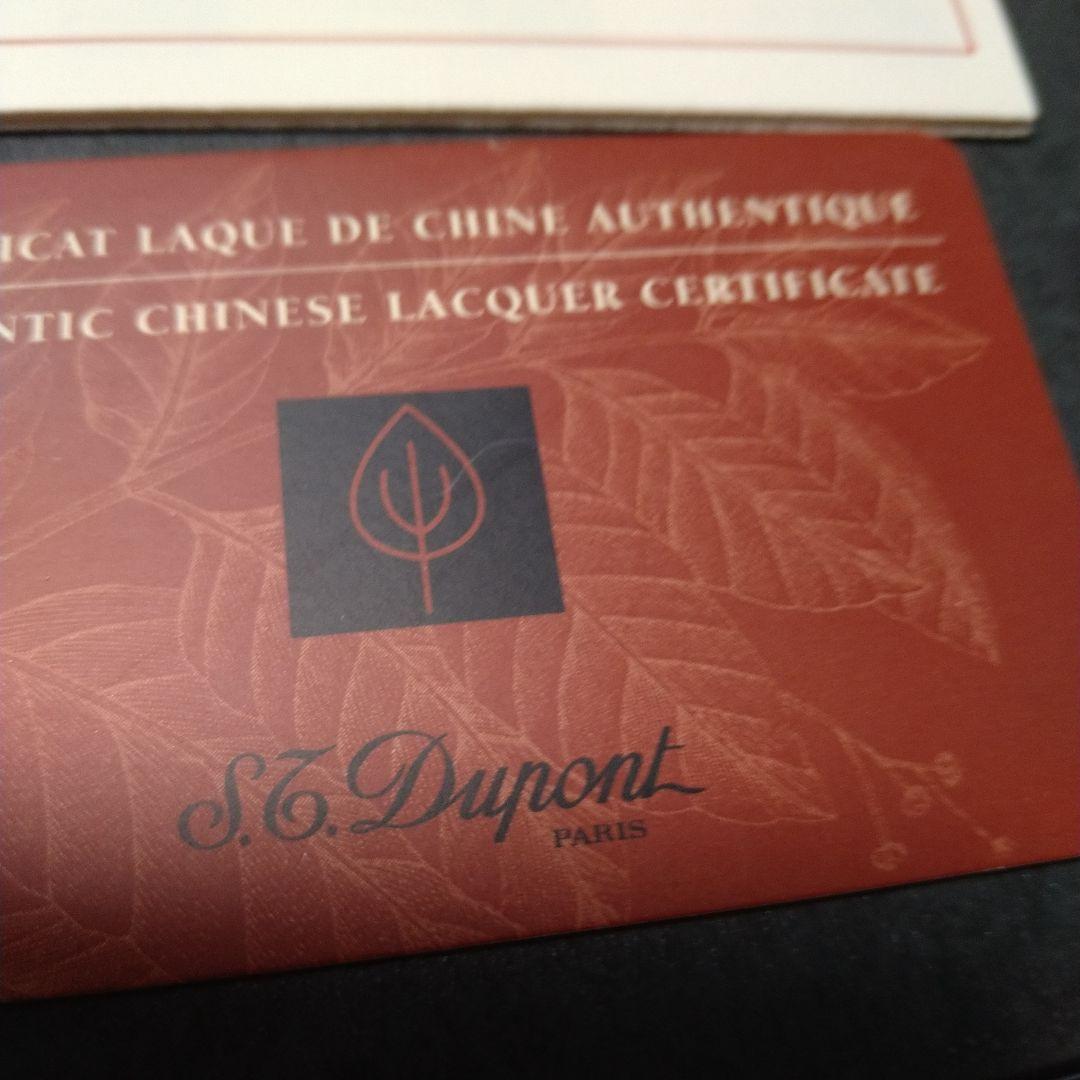 ICAT LAQUE DE CHINE AUTHENTIQUE
NTIC CHINESE LACQUER CERTIFICATE
S.T. Dupont
PARIS